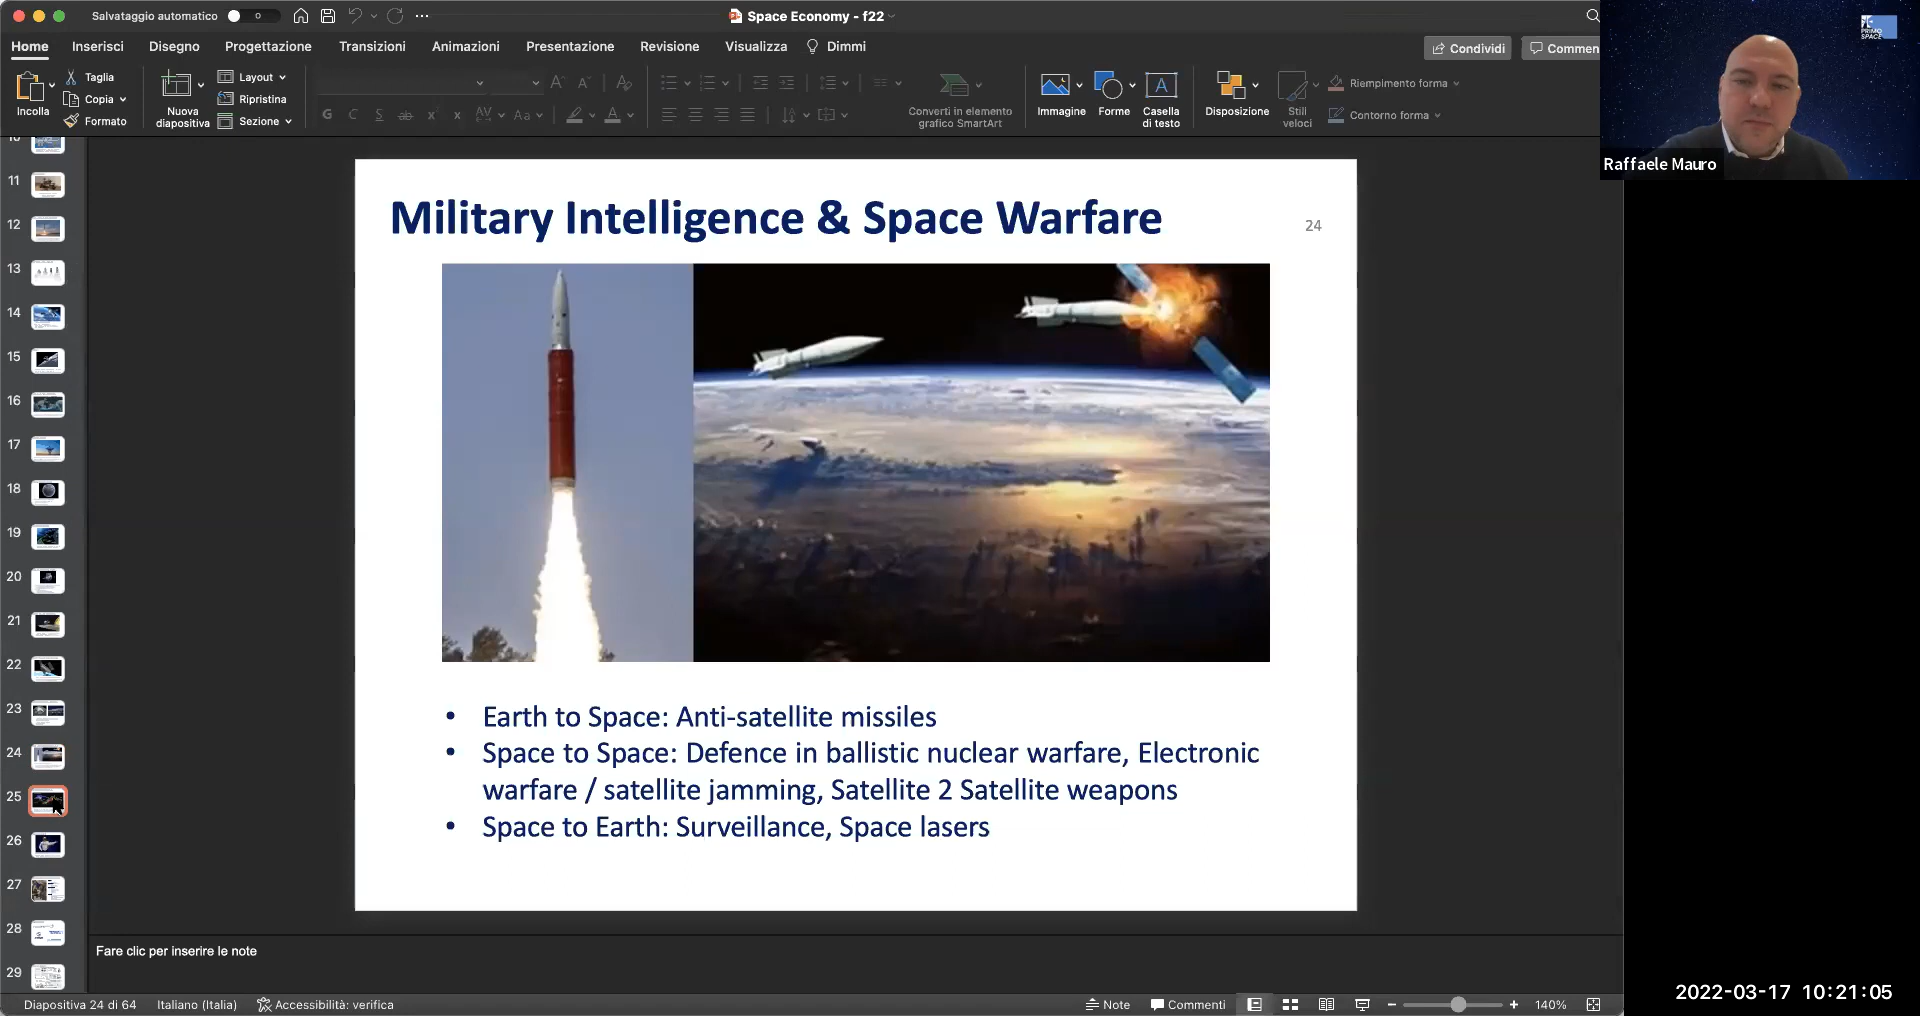 Salvataggio automatico
Space Economy - f22
Home
Inserisci
Disegno
Progettazione
Transizioni
Animazioni
Presentazione
Revisione
Visualizza
Dimmi
Condividi
Commen
Incolla
Taglia
Copia
Formato
Nuova
diapositiva
Layout
Ripristina
Sezione
G C S ab x x AV Aa A
Converti in elemento
grafico SmartArt
Immagine
Forme
Casella
di testo
Disposizione
Stili
veloci
Riempimento forma
Contorno forma
PRIMO
SPACE
Raffaele Mauro
10
11
12
13
14
15
16
17
18
19
20
21
22
23
24
25
26
27
28
29
Military Intelligence & Space Warfare
24
• Earth to Space: Anti-satellite missiles
• Space to Space: Defence in ballistic nuclear warfare, Electronic
warfare / satellite jamming, Satellite 2 Satellite weapons
• Space to Earth: Surveillance, Space lasers
Fare clic per inserire le note
Diapositiva 24 di 64
Italiano (Italia)
Accessibilità: verifica
Note
Commenti
140%
2022-03-17 10:21:05